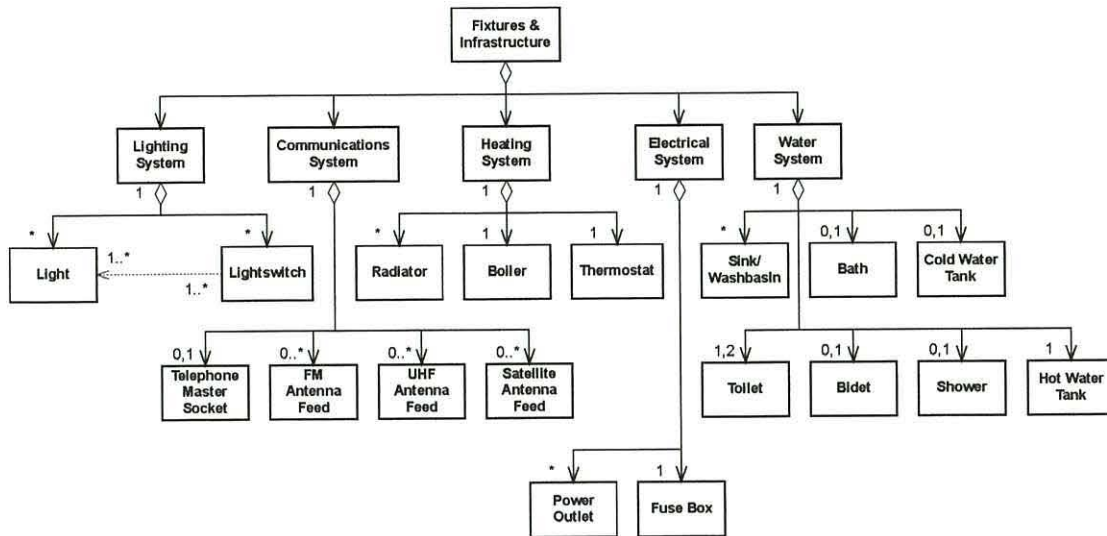 Fixtures &
Infrastructure
Lighting
System
Communications
System
Heating
System
Electrical
System
Water
System
1
1
1
1
1
*
*
*
1
1
*
0,1
0,1
Light
1..*
1..*
Lightswitch
Radiator
Boiler
Thermostat
Sink/
Washbasin
Bath
Cold Water
Tank
0,1
0..*
0..*
0..*
1,2
0,1
0,1
1
Telephone
Master
Socket
FM
Antenna
Feed
UHF
Antenna
Feed
Satellite
Antenna
Feed
Toilet
Bidet
Shower
Hot Water
Tank
*
1
Power
Outlet
Fuse Box